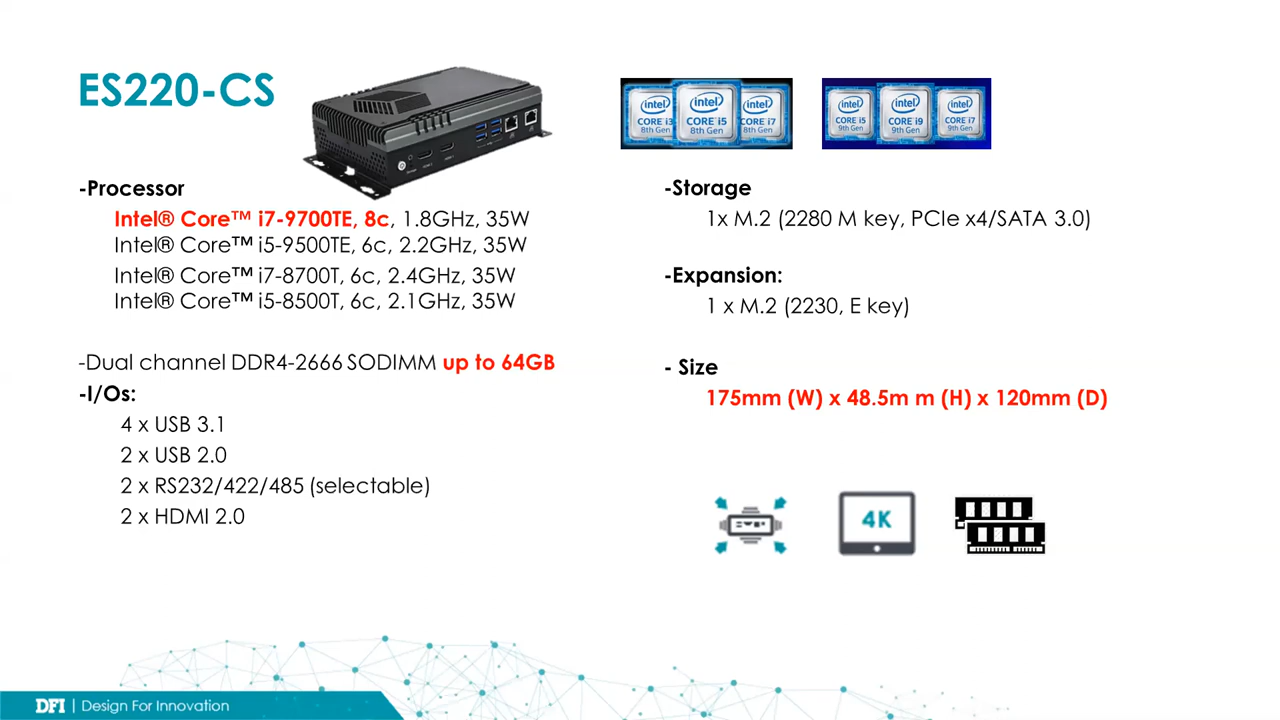 ES220-CS
intel
CORE i3
8th Gen
intel
CORE i5
8th Gen
intel
CORE i7
8th Gen
intel
CORE i5
9th Gen
intel
CORE i9
9th Gen
intel
CORE i7
9th Gen
-Processor
Intel® Core™ i7-9700TE, 8c, 1.8GHz, 35W
Intel® Core™ i5-9500TE, 6c, 2.2GHz, 35W
Intel® Core™ i7-8700T, 6c, 2.4GHz, 35W
Intel® Core™ i5-8500T, 6c, 2.1GHz, 35W
-Dual channel DDR4-2666 SODIMM up to 64GB
-I/Os:
4 x USB 3.1
2 x USB 2.0
2 x RS232/422/485 (selectable)
2 x HDMI 2.0
-Storage
1x M.2 (2280 M key, PCIe x4/SATA 3.0)
-Expansion:
1 x M.2 (2230, E key)
- Size
175mm (W) x 48.5m m (H) x 120mm (D)
4K
DFI | Design For Innovation